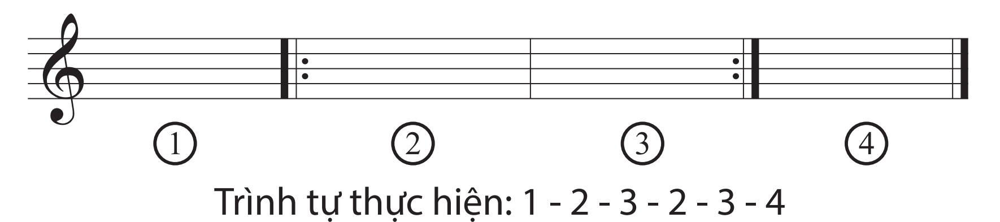 ① ② ③ ④
Trình tự thực hiện: 1 - 2 - 3 - 2 - 3 - 4